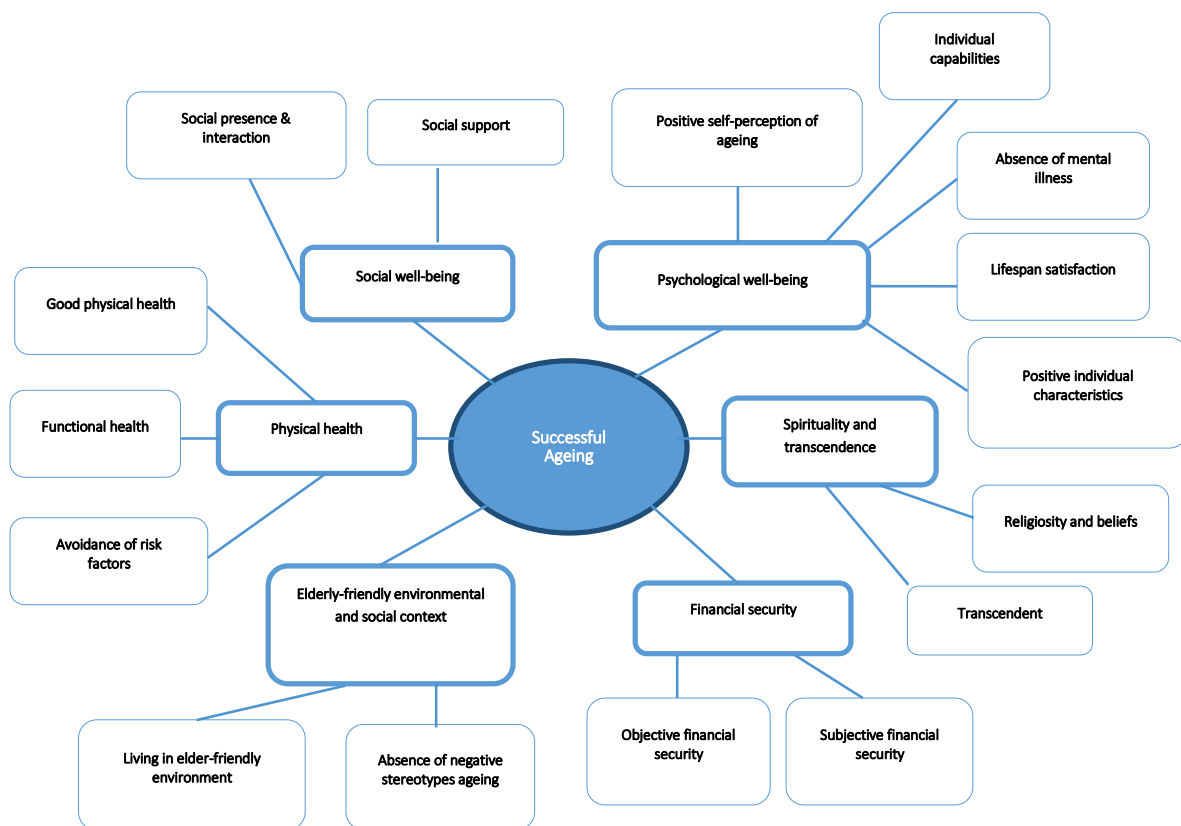 Individual
capabilities
Social presence &
interaction
Social support
Positive self-perception of
ageing
Absence of mental
illness
Social well-being
Psychological well-being
Lifespan satisfaction
Good physical health
Positive individual
characteristics
Functional health
Physical health
Successful
Ageing
Spirituality and
transcendence
Religiosity and beliefs
Avoidance of risk
factors
Elderly-friendly environmental
and social context
Financial security
Transcendent
Living in elder-friendly
environment
Absence of negative
stereotypes ageing
Objective financial
security
Subjective financial
security